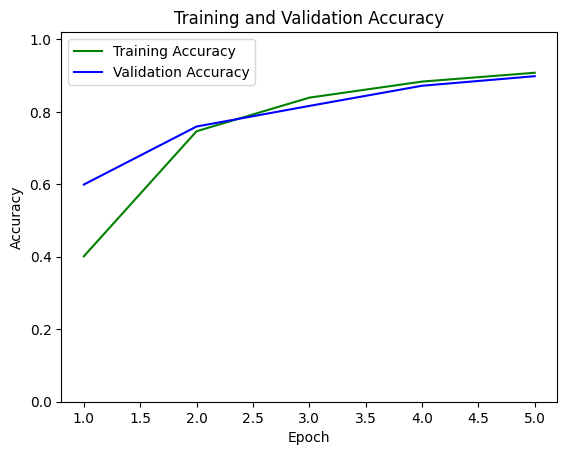 Training and Validation Accuracy
Training Accuracy
Validation Accuracy
1.0
0.8
0.6
0.4
0.2
0.0
Accuracy
1.0 1.5 2.0 2.5 3.0 3.5 4.0 4.5 5.0
Epoch